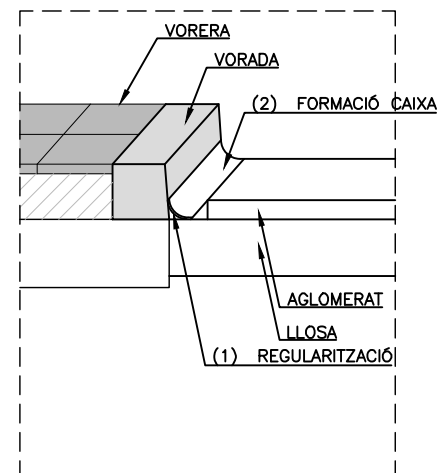 VORERA
VORADA
(2) FORMACIÓ CAIXA
AGLOMERAT
LLOSA
(1) REGULARITZACIÓ